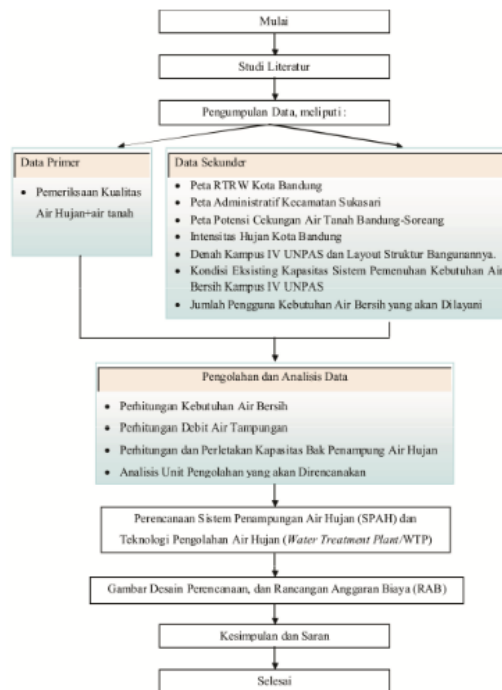 Mulai
Studi Literatur
Pengumpulan Data, meliputi :
Data Primer
• Pemeriksaan Kualitas
Air Hujan+air tanah
Data Sekunder
• Peta RTRW Kota Bandung
• Peta Administratif Kecamatan Sukasari
• Peta Potensi Cekungan Air Tanah Bandung-Soreang
• Intensitas Hujan Kota Bandung
• Denah Kampus IV UNPAS dan Layout Struktur Bangunannya.
• Kondisi Eksisting Kapasitas Sistem Pemenuhan Kebutuhan Air
Bersih Kampus IV UNPAS
• Jumlah Pengguna Kebutuhan Air Bersih yang akan Dilayani
Pengolahan dan Analisis Data
• Perhitungan Kebutuhan Air Bersih
• Perhitungan Debit Air Tampungan
• Perhitungan dan Perletakan Kapasitas Bak Penampung Air Hujan
• Analisis Unit Pengolahan yang akan Direncanakan
Perencanaan Sistem Penampungan Air Hujan (SPAH) dan
Teknologi Pengolahan Air Hujan (Water Treatment Plant/WTP)
Gambar Desain Perencanaan, dan Rancangan Anggaran Biaya (RAB)
Kesimpulan dan Saran
Selesai